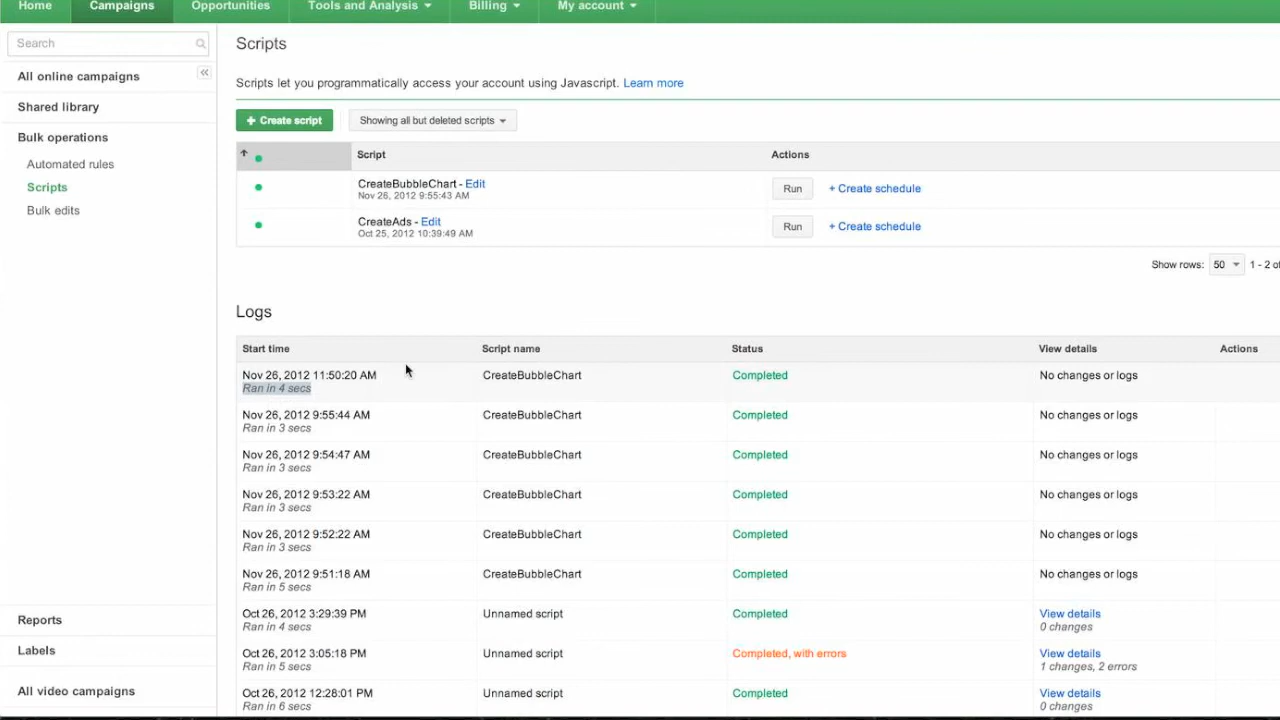 Home Campaigns Opportunities Tools and Analysis Billing My account
Search
All online campaigns
Shared library
Bulk operations
Automated rules
Scripts
Bulk edits
Reports
Labels
All video campaigns
Scripts
Scripts let you programmatically access your account using Javascript. Learn more
+ Create script Showing all but deleted scripts
Script Actions
CreateBubbleChart - Edit Run + Create schedule
Nov 26, 2012 9:55:43 AM
CreateAds - Edit Run + Create schedule
Oct 25, 2012 10:39:49 AM
Show rows: 50 1 - 2 of
Logs
Start time Script name Status View details Actions
Nov 26, 2012 11:50:20 AM CreateBubbleChart Completed No changes or logs
Ran in 4 secs
Nov 26, 2012 9:55:44 AM CreateBubbleChart Completed No changes or logs
Ran in 3 secs
Nov 26, 2012 9:54:47 AM CreateBubbleChart Completed No changes or logs
Ran in 3 secs
Nov 26, 2012 9:53:22 AM CreateBubbleChart Completed No changes or logs
Ran in 3 secs
Nov 26, 2012 9:52:22 AM CreateBubbleChart Completed No changes or logs
Ran in 3 secs
Nov 26, 2012 9:51:18 AM CreateBubbleChart Completed No changes or logs
Ran in 5 secs
Oct 26, 2012 3:29:39 PM Unnamed script Completed View details
Ran in 4 secs 0 changes
Oct 26, 2012 3:05:18 PM Unnamed script Completed, with errors View details
Ran in 5 secs 1 changes, 2 errors
Oct 26, 2012 12:28:01 PM Unnamed script Completed View details
Ran in 6 secs 0 changes